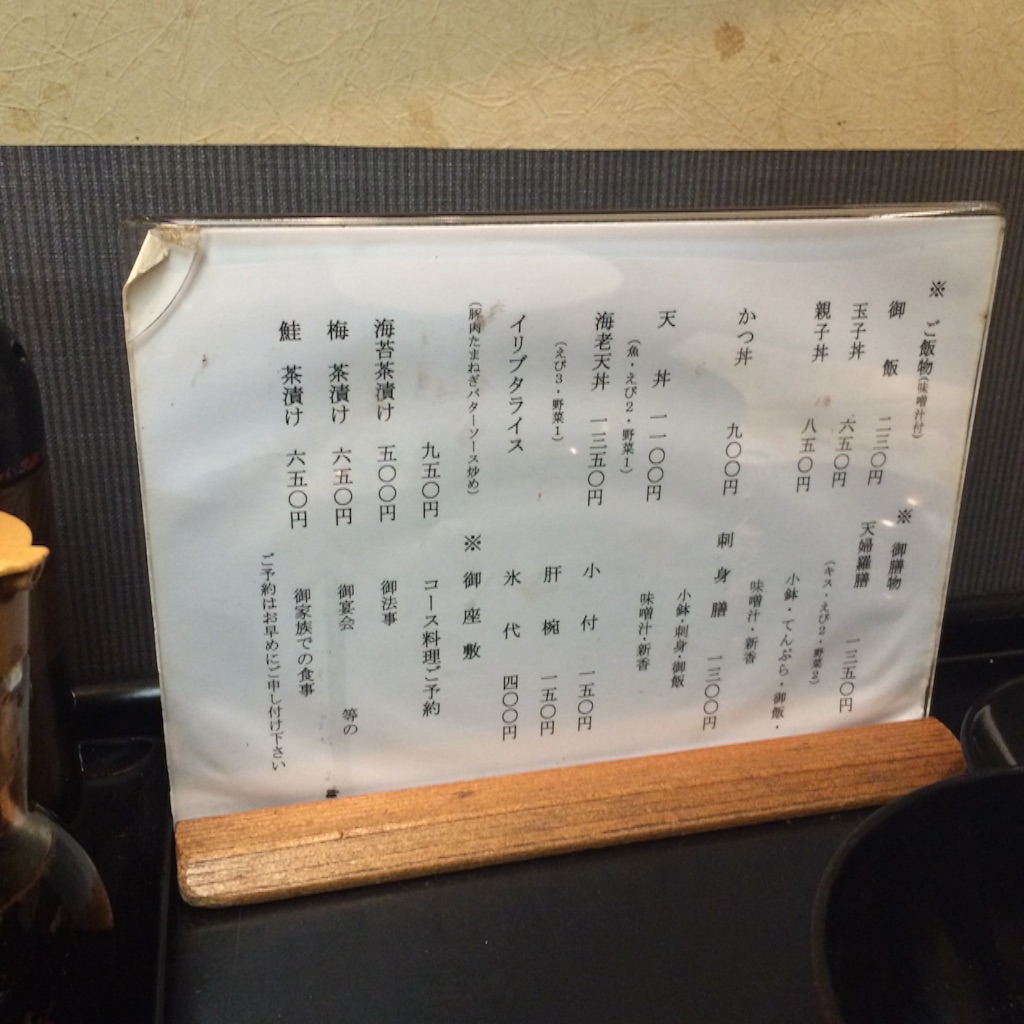 ※ ご飯物(味噌汁付)
御飯 二三〇円
玉子丼 六五〇円
親子丼 八五〇円
かつ丼 九〇〇円
天丼 一一〇〇円
(魚・えび2・野菜1)
海老天丼 一三五〇円
(えび3・野菜1)
イリブタライス
(豚肉たまねぎバターソース炒め)
九五〇円
海苔茶漬け 五〇〇円
梅 茶漬け 六五〇円
鮭 茶漬け 六五〇円
※ 御膳物
天婦羅膳 一三五〇円
(キス・えび2・野菜2)
小鉢・てんぷら・御飯・
味噌汁・新香
刺身膳 一三〇〇円
小鉢・刺身・御飯
味噌汁・新香
小付 一五〇円
肝椀 一五〇円
氷代 四〇〇円
※ 御座敷
コース料理ご予約
御法事
御宴会 等の
御家族での食事
ご予約はお早めにご申し付け下さい